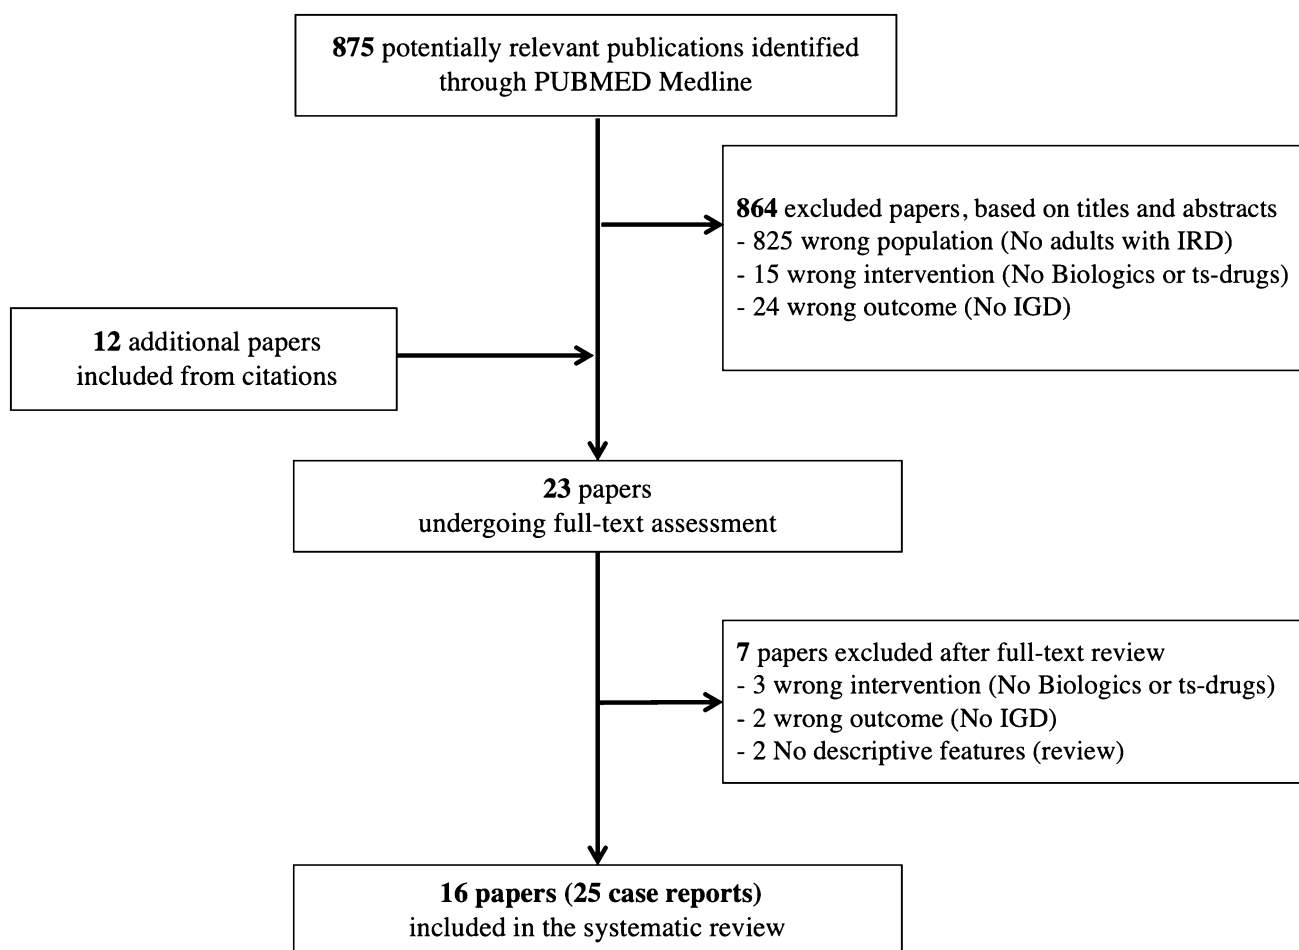 875 potentially relevant publications identified
through PUBMED Medline
864 excluded papers, based on titles and abstracts
- 825 wrong population (No adults with IRD)
- 15 wrong intervention (No Biologics or ts-drugs)
- 24 wrong outcome (No IGD)
12 additional papers
included from citations
23 papers
undergoing full-text assessment
7 papers excluded after full-text review
- 3 wrong intervention (No Biologics or ts-drugs)
- 2 wrong outcome (No IGD)
- 2 No descriptive features (review)
16 papers (25 case reports)
included in the systematic review